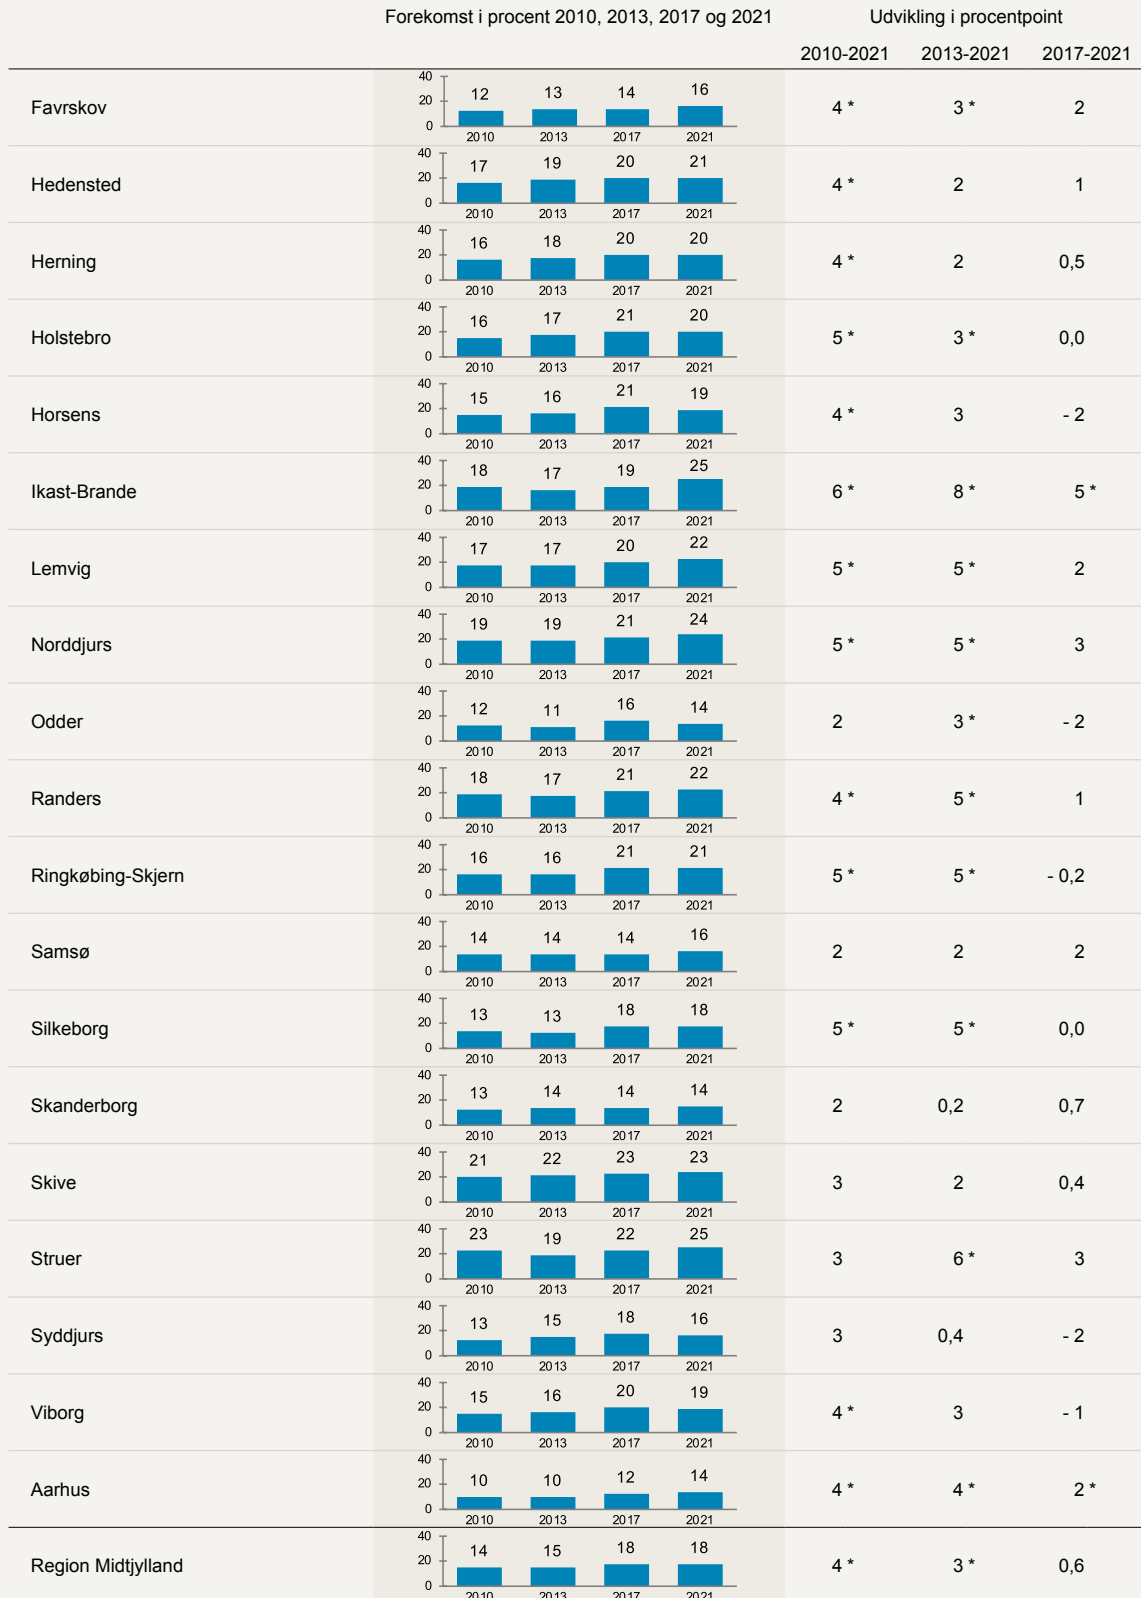 Forekomst i procent 2010, 2013, 2017 og 2021 Udvikling i procentpoint
2010-2021 2013-2021 2017-2021
40
20
0
12 13 14 16
2010 2013 2017 2021
Favrskov 4 * 3 * 2
40
20
0
17 19 20 21
2010 2013 2017 2021
Hedensted 4 * 2 1
40
20
0
16 18 20 20
2010 2013 2017 2021
Herning 4 * 2 0,5
40
20
0
16 17 21 20
2010 2013 2017 2021
Holstebro 5 * 3 * 0,0
40
20
0
15 16 21 19
2010 2013 2017 2021
Horsens 4 * 3 - 2
40
20
0
18 17 19 25
2010 2013 2017 2021
Ikast-Brande 6 * 8 * 5 *
40
20
0
17 17 20 22
2010 2013 2017 2021
Lemvig 5 * 5 * 2
40
20
0
19 19 21 24
2010 2013 2017 2021
Norddjurs 5 * 5 * 3
40
20
0
12 11 16 14
2010 2013 2017 2021
Odder 2 3 * - 2
40
20
0
18 17 21 22
2010 2013 2017 2021
Randers 4 * 5 * 1
40
20
0
16 16 21 21
2010 2013 2017 2021
Ringkøbing-Skjern 5 * 5 * - 0,2
40
20
0
14 14 14 16
2010 2013 2017 2021
Samsø 2 2 2
40
20
0
13 13 18 18
2010 2013 2017 2021
Silkeborg 5 * 5 * 0,0
40
20
0
13 14 14 14
2010 2013 2017 2021
Skanderborg 2 0,2 0,7
40
20
0
21 22 23 23
2010 2013 2017 2021
Skive 3 2 0,4
40
20
0
23 19 22 25
2010 2013 2017 2021
Struer 3 6 * 3
40
20
0
13 15 18 16
2010 2013 2017 2021
Syddjurs 3 0,4 - 2
40
20
0
15 16 20 19
2010 2013 2017 2021
Viborg 4 * 3 - 1
40
20
0
10 10 12 14
2010 2013 2017 2021
Aarhus 4 * 4 * 2 *
40
20
0
14 15 18 18
2010 2013 2017 2021
Region Midtjylland 4 * 3 * 0,6